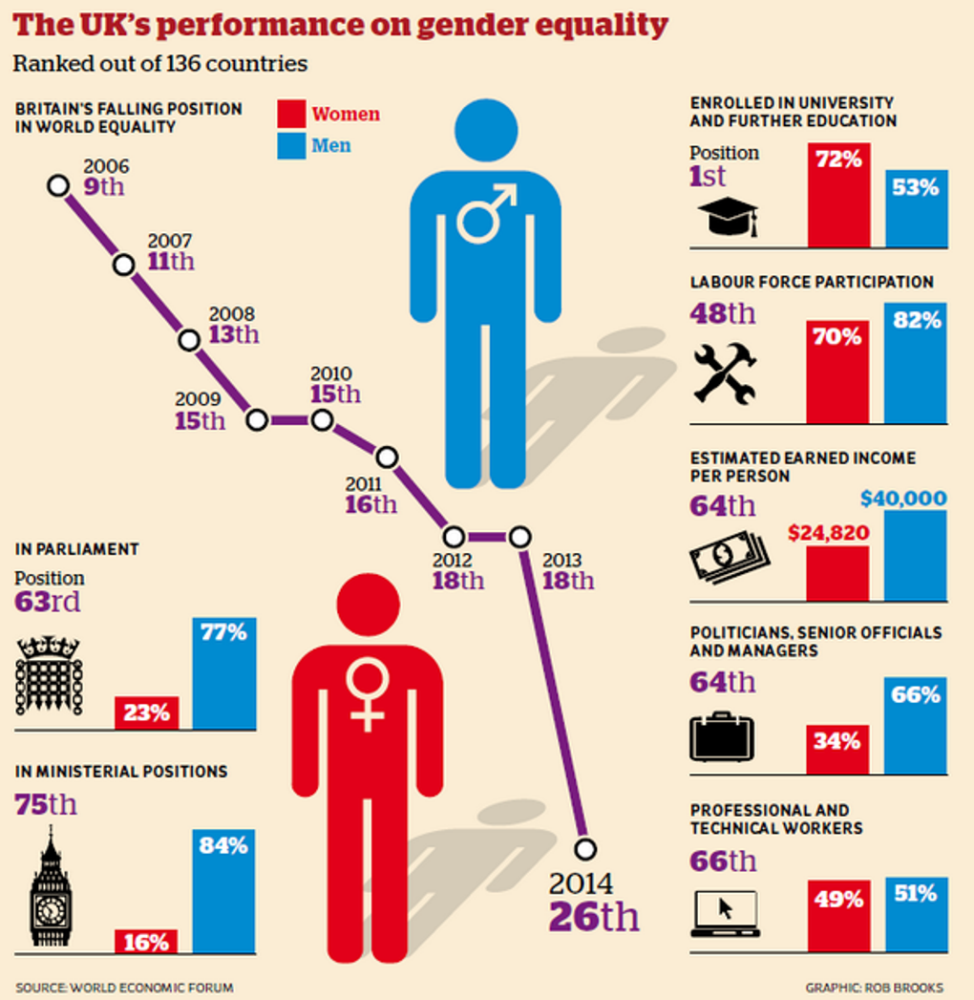 The UK's performance on gender equality
Ranked out of 136 countries
BRITAIN'S FALLING POSITION
IN WORLD EQUALITY
Women
Men
2006
9th
2007
11th
2008
13th
2009
15th
2010
15th
2011
16th
2012
18th
2013
18th
2014
26th
IN PARLIAMENT
Position
63rd
23%
77%
IN MINISTERIAL POSITIONS
75th
16%
84%
ENROLLED IN UNIVERSITY
AND FURTHER EDUCATION
Position
1st
72%
53%
LABOUR FORCE PARTICIPATION
48th
70%
82%
ESTIMATED EARNED INCOME
PER PERSON
64th
$24,820
$40,000
POLITICIANS, SENIOR OFFICIALS
AND MANAGERS
64th
34%
66%
PROFESSIONAL AND
TECHNICAL WORKERS
66th
49%
51%
SOURCE: WORLD ECONOMIC FORUM
GRAPHIC: ROB BROOKS